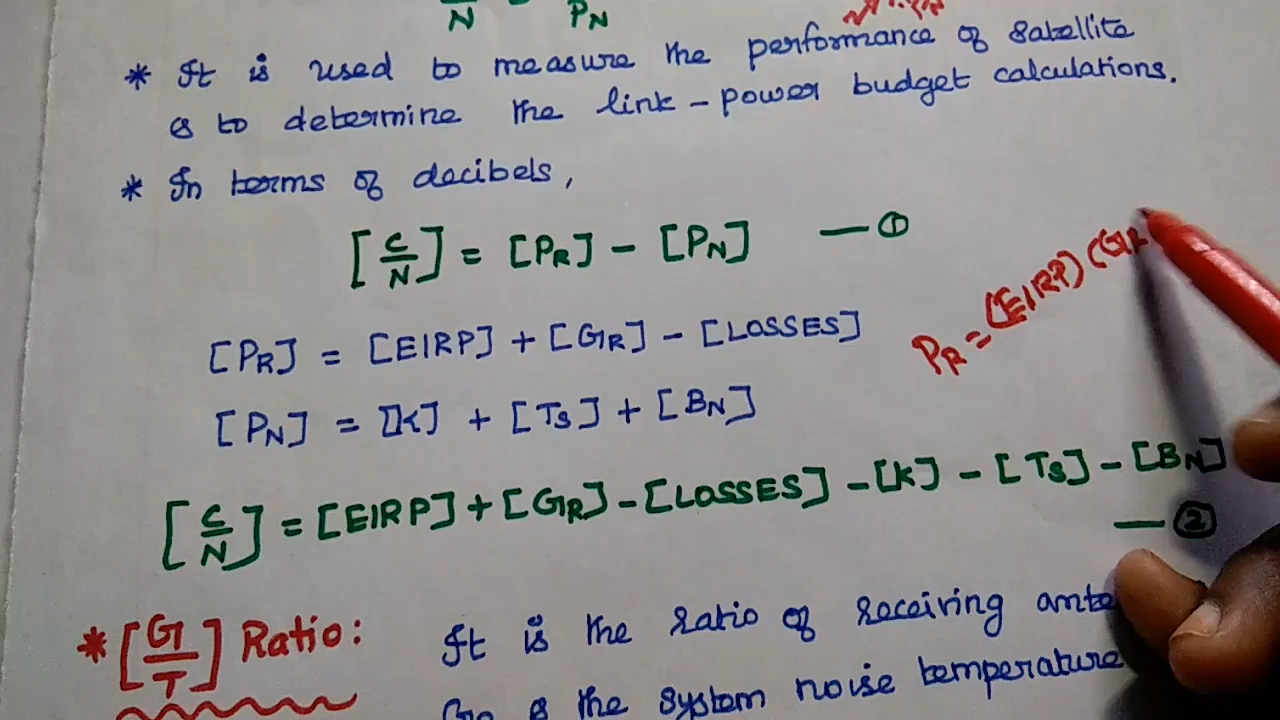 N PN
* It is used to measure the performance of satellite
& to determine the link - power budget calculations.
* In terms of decibels,
[C/N] = [PR] - [PN] — ①
PR = (EIRP) (GR
[PR] = [EIRP] + [GR] - [LOSSES]
[PN] = [K] + [TS] + [BN]
[C/N] = [EIRP] + [GR] - [LOSSES] - [K] - [TS] - [BN]
— ②
* [G/T] Ratio: It is the ratio of receiving ante
& the system noise temperature